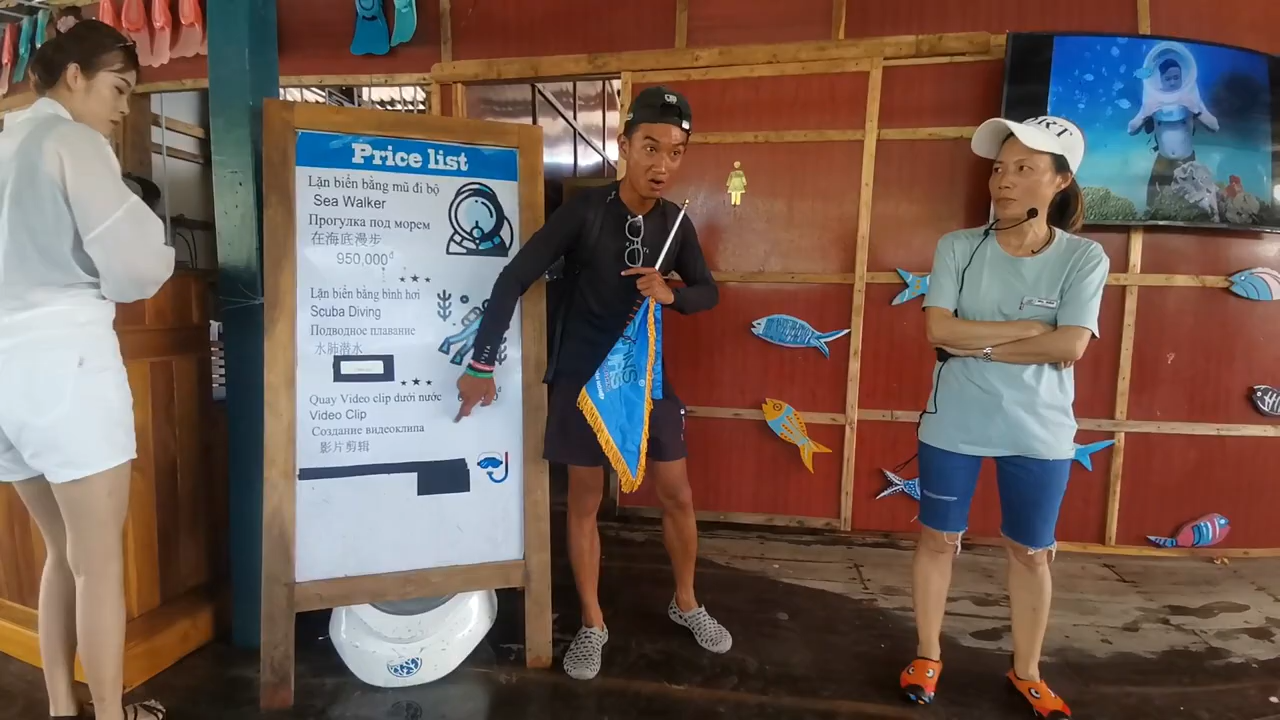 Price list
Lặn biển bằng mũ đi bộ
Sea Walker
Прогулка под морем
在海底漫步
950,000đ
Lặn biển bằng bình hơi
Scuba Diving
Подводное плавание
水肺潜水
Quay Video clip dưới nước
Video Clip
Создание видеоклипа
影片剪辑